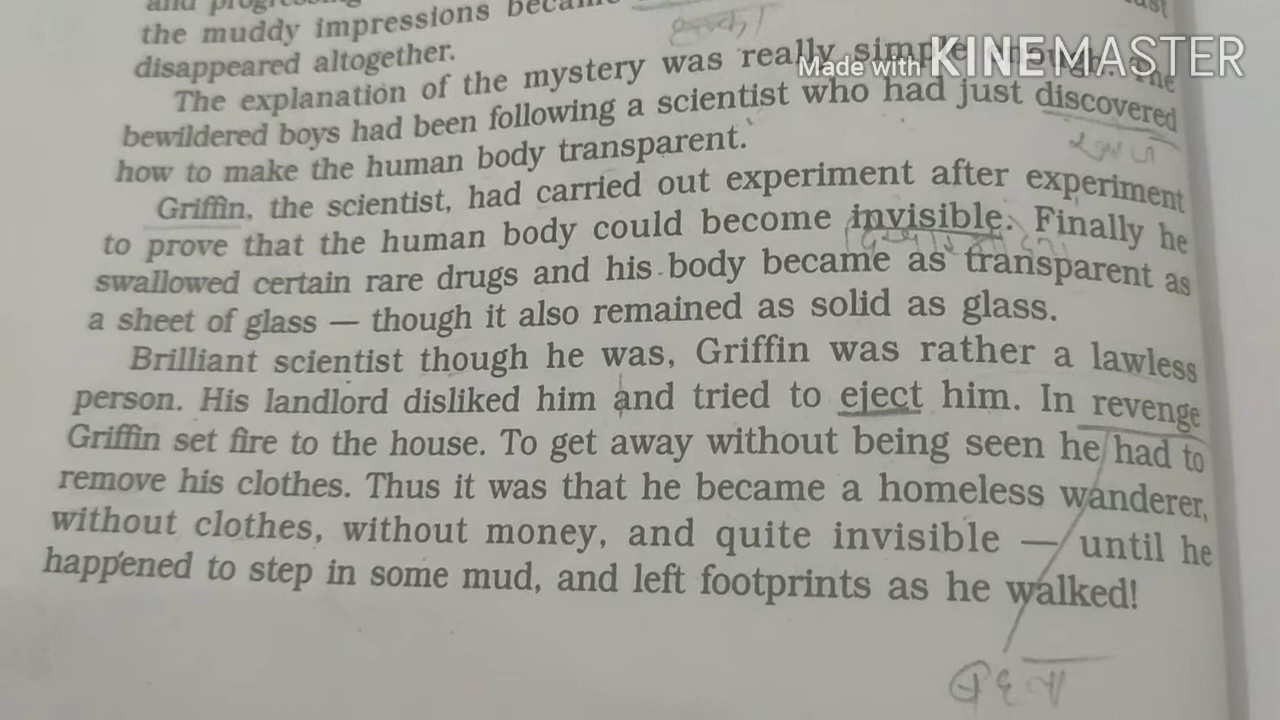 the muddy impressions became
disappeared altogether.
The explanation of the mystery was really simple enough. The
bewildered boys had been following a scientist who had just discovered
how to make the human body transparent.
Griffin, the scientist, had carried out experiment after experiment
to prove that the human body could become invisible. Finally he
swallowed certain rare drugs and his body became as transparent as
a sheet of glass — though it also remained as solid as glass.
Brilliant scientist though he was, Griffin was rather a lawless
person. His landlord disliked him and tried to eject him. In revenge
Griffin set fire to the house. To get away without being seen he had to
remove his clothes. Thus it was that he became a homeless wanderer,
without clothes, without money, and quite invisible — until he
happened to step in some mud, and left footprints as he walked!
Made with KINEMASTER